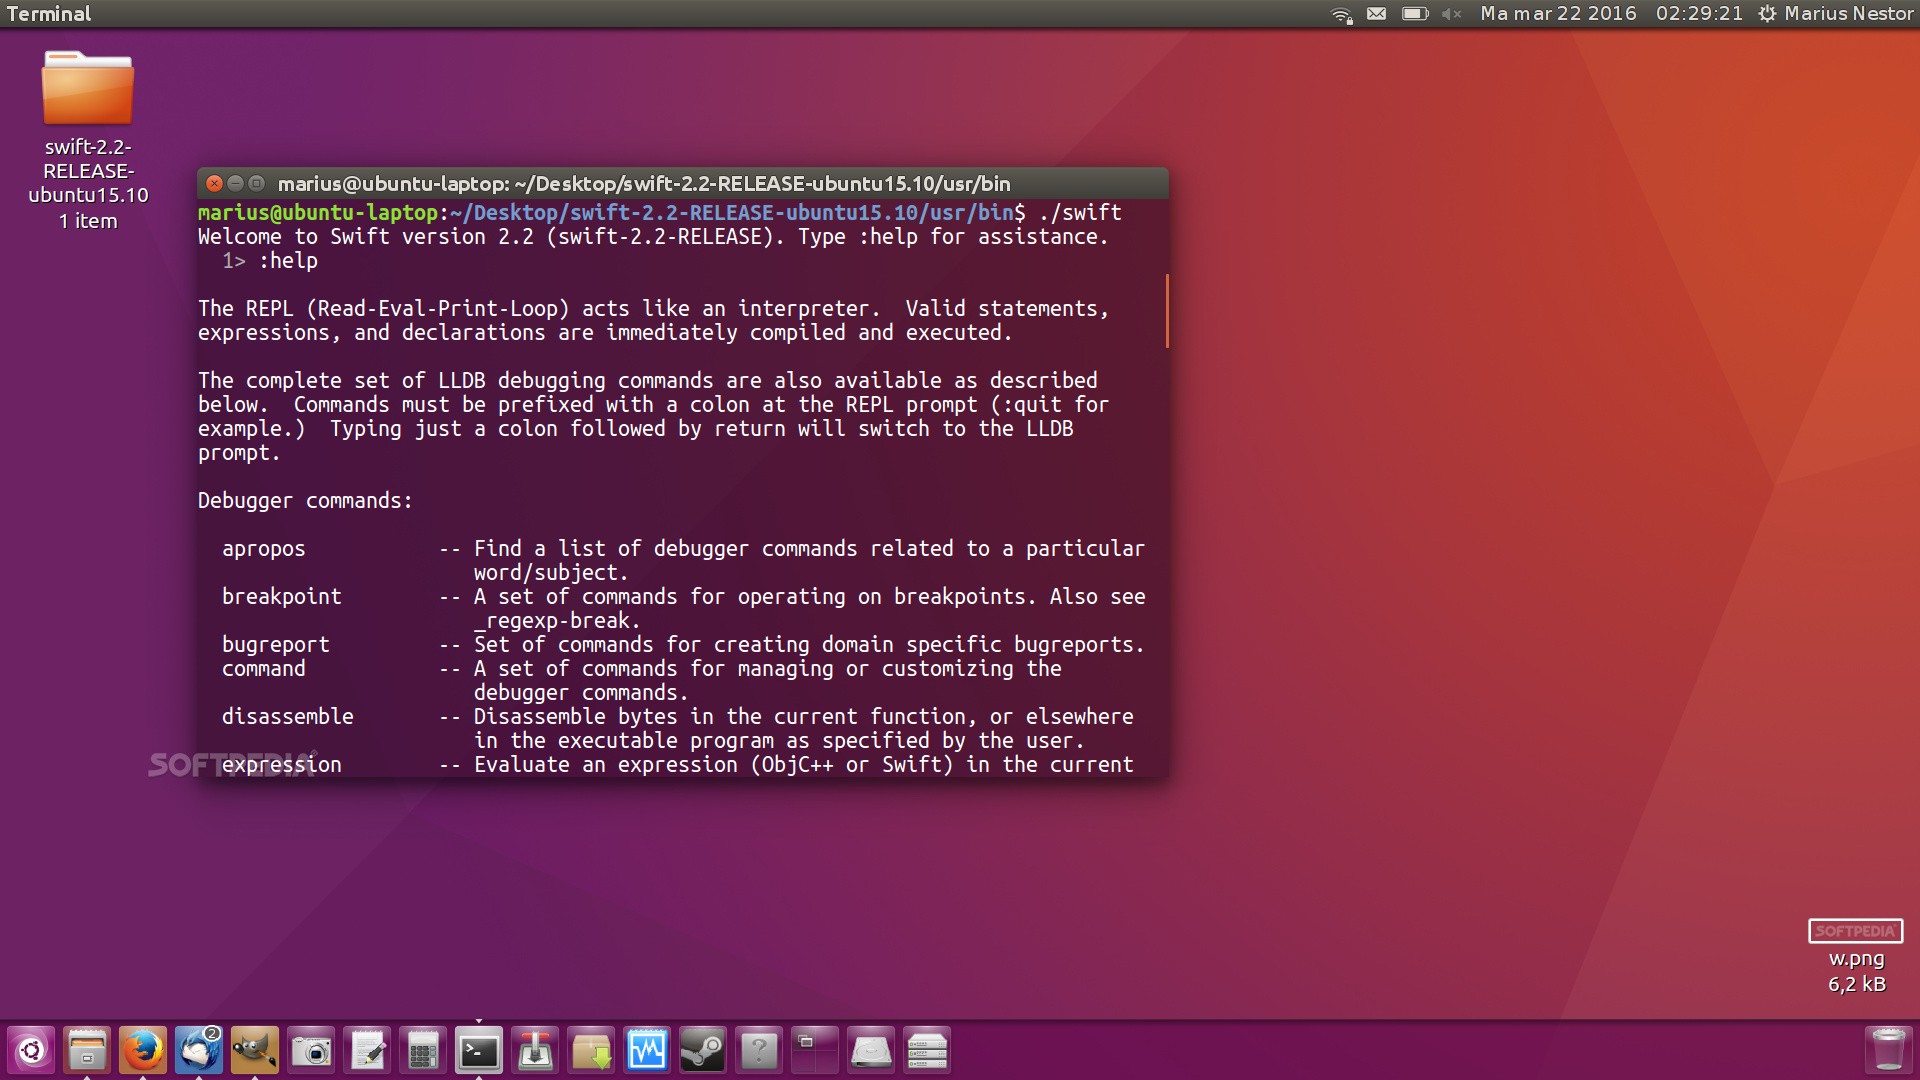 Terminal
Ma mar 22 2016 02:29:21 Marius Nestor
swift-2.2-
RELEASE-
ubuntu15.10
1 item
marius@ubuntu-laptop: ~/Desktop/swift-2.2-RELEASE-ubuntu15.10/usr/bin
marius@ubuntu-laptop:~/Desktop/swift-2.2-RELEASE-ubuntu15.10/usr/bin$ ./swift
Welcome to Swift version 2.2 (swift-2.2-RELEASE). Type :help for assistance.
1> :help
The REPL (Read-Eval-Print-Loop) acts like an interpreter.  Valid statements,
expressions, and declarations are immediately compiled and executed.
The complete set of LLDB debugging commands are also available as described
below.  Commands must be prefixed with a colon at the REPL prompt (:quit for
example.)  Typing just a colon followed by return will switch to the LLDB
prompt.
Debugger commands:
apropos -- Find a list of debugger commands related to a particular
word/subject.
breakpoint -- A set of commands for operating on breakpoints. Also see
_regexp-break.
bugreport -- Set of commands for creating domain specific bugreports.
command -- A set of commands for managing or customizing the
debugger commands.
disassemble -- Disassemble bytes in the current function, or elsewhere
in the executable program as specified by the user.
expression -- Evaluate an expression (ObjC++ or Swift) in the current
SOFTPEDIA
SOFTPEDIA
w.png
6,2 kB
2